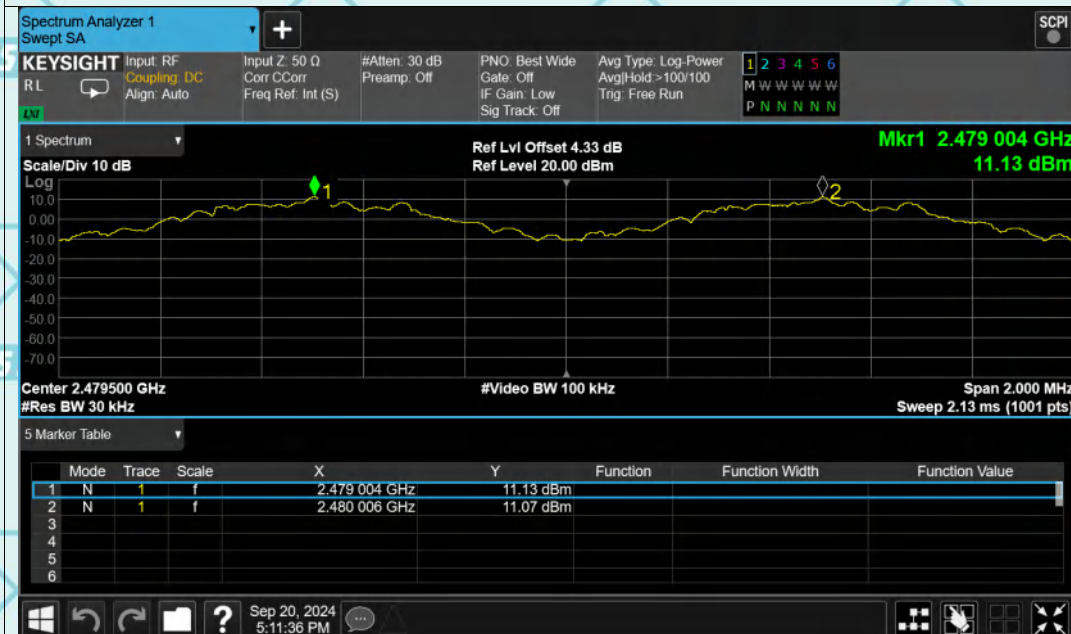 Spectrum Analyzer 1
Swept SA
+
SCPI
KEYSIGHT
RL
LXI
Input: RF
Coupling: DC
Align: Auto
Input Z: 50 Ω
Corr CCorr
Freq Ref: Int (S)
#Atten: 30 dB
Preamp: Off
PNO: Best Wide
Gate: Off
IF Gain: Low
Sig Track: Off
Avg Type: Log-Power
Avg|Hold:>100/100
Trig: Free Run
1 2 3 4 5 6
M W W W W W
P N N N N N
1 Spectrum
Scale/Div 10 dB
Ref Lvl Offset 4.33 dB
Ref Level 20.00 dBm
Mkr1 2.479 004 GHz
11.13 dBm
Log
10.0
0.00
-10.0
-20.0
-30.0
-40.0
-50.0
-60.0
-70.0
1
2
Center 2.479500 GHz
#Res BW 30 kHz
#Video BW 100 kHz
Span 2.000 MHz
Sweep 2.13 ms (1001 pts)
5 Marker Table
Mode Trace Scale X Y Function Function Width Function Value
1 N 1 f 2.479 004 GHz 11.13 dBm
2 N 1 f 2.480 006 GHz 11.07 dBm
3
4
5
6
?
Sep 20, 2024
5:11:36 PM